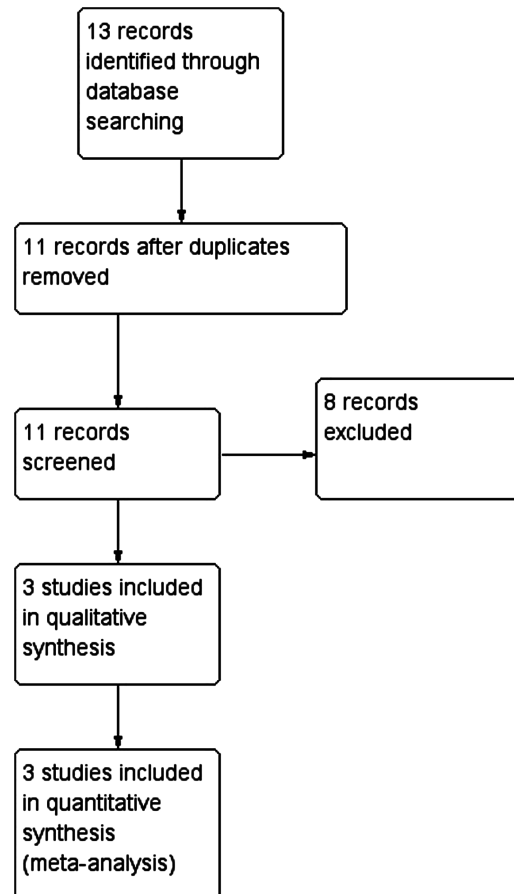 13 records
identified through
database
searching
11 records after duplicates
removed
11 records
screened
8 records
excluded
3 studies included
in qualitative
synthesis
3 studies included
in quantitative
synthesis
(meta-analysis)